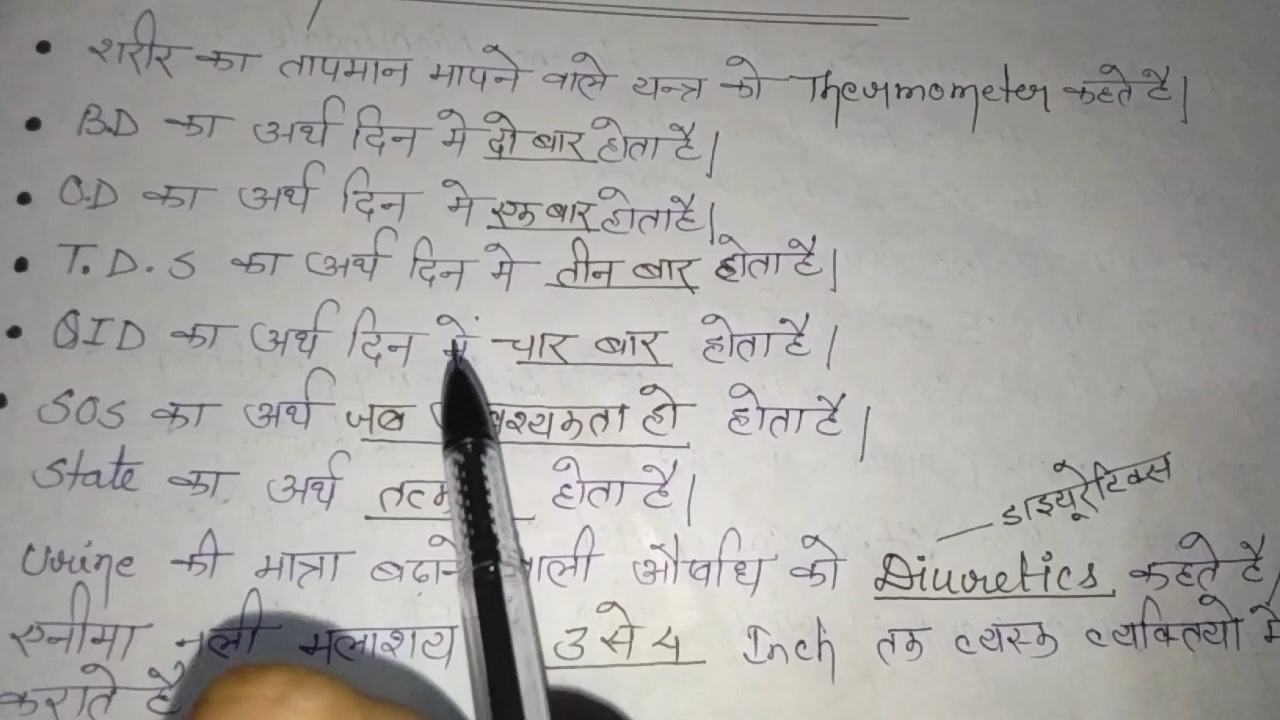 शरीर का तापमान मापने वाले यन्त्र को Thermometer कहते है।
B.D का अर्थ दिन मे दो बार होता है।
O.D का अर्थ दिन मे एक बार होता है।
T.D.S का अर्थ दिन मे तीन बार होता है।
QID का अर्थ दिन में चार बार होता है।
SOS का अर्थ जब हो होता है।
State का अर्थ होता है।
डाइयूरेटिक्स
Urine की मात्रा बढ़ाने वाली औषधि को Diuretics कहते है
एनीमा नली मलाशय 3 से 4 Inch तक व्यस्क व्यक्तियो मे
कराते है